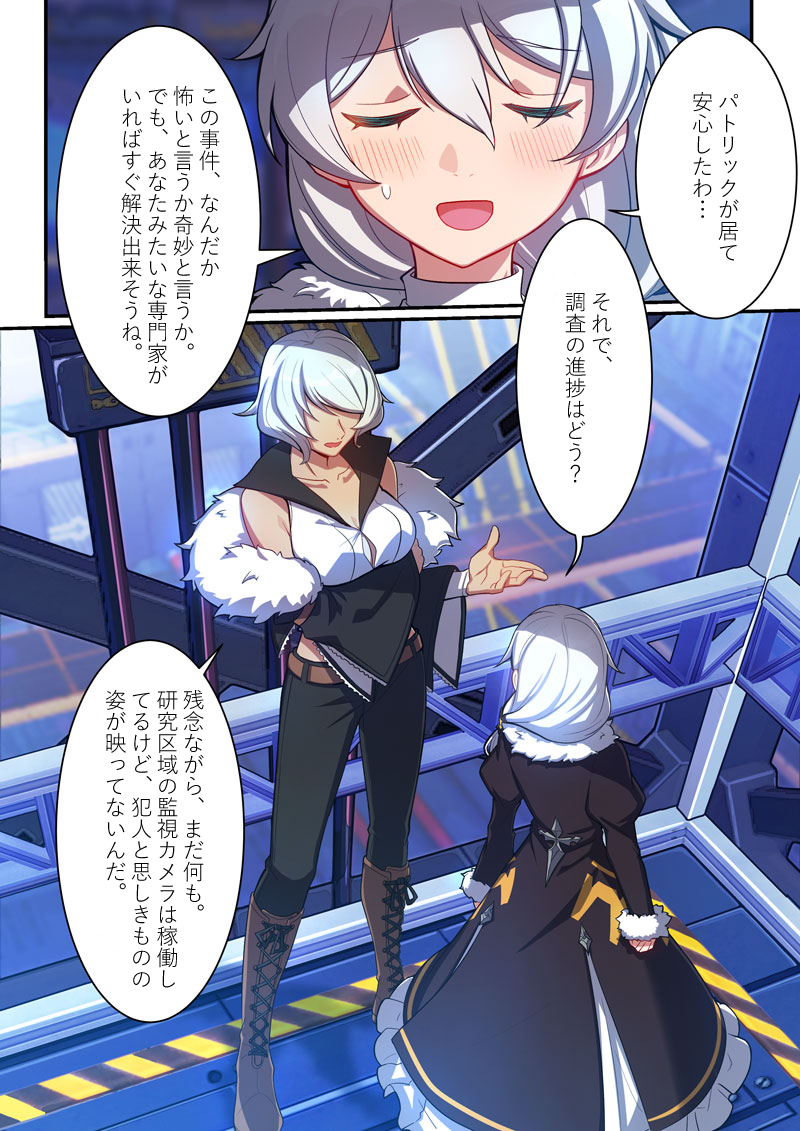 パトリックが居て
安心したわ…
この事件、なんだか
怖いと言うか奇妙と言うか。
でも、あなたみたいな専門家が
いればすぐ解決出来そうね。
それで、
調査の進捗はどう？
残念ながら、まだ何も。
研究区域の監視カメラは稼働し
てるけど、犯人と思しきものの
姿が映ってないんだ。